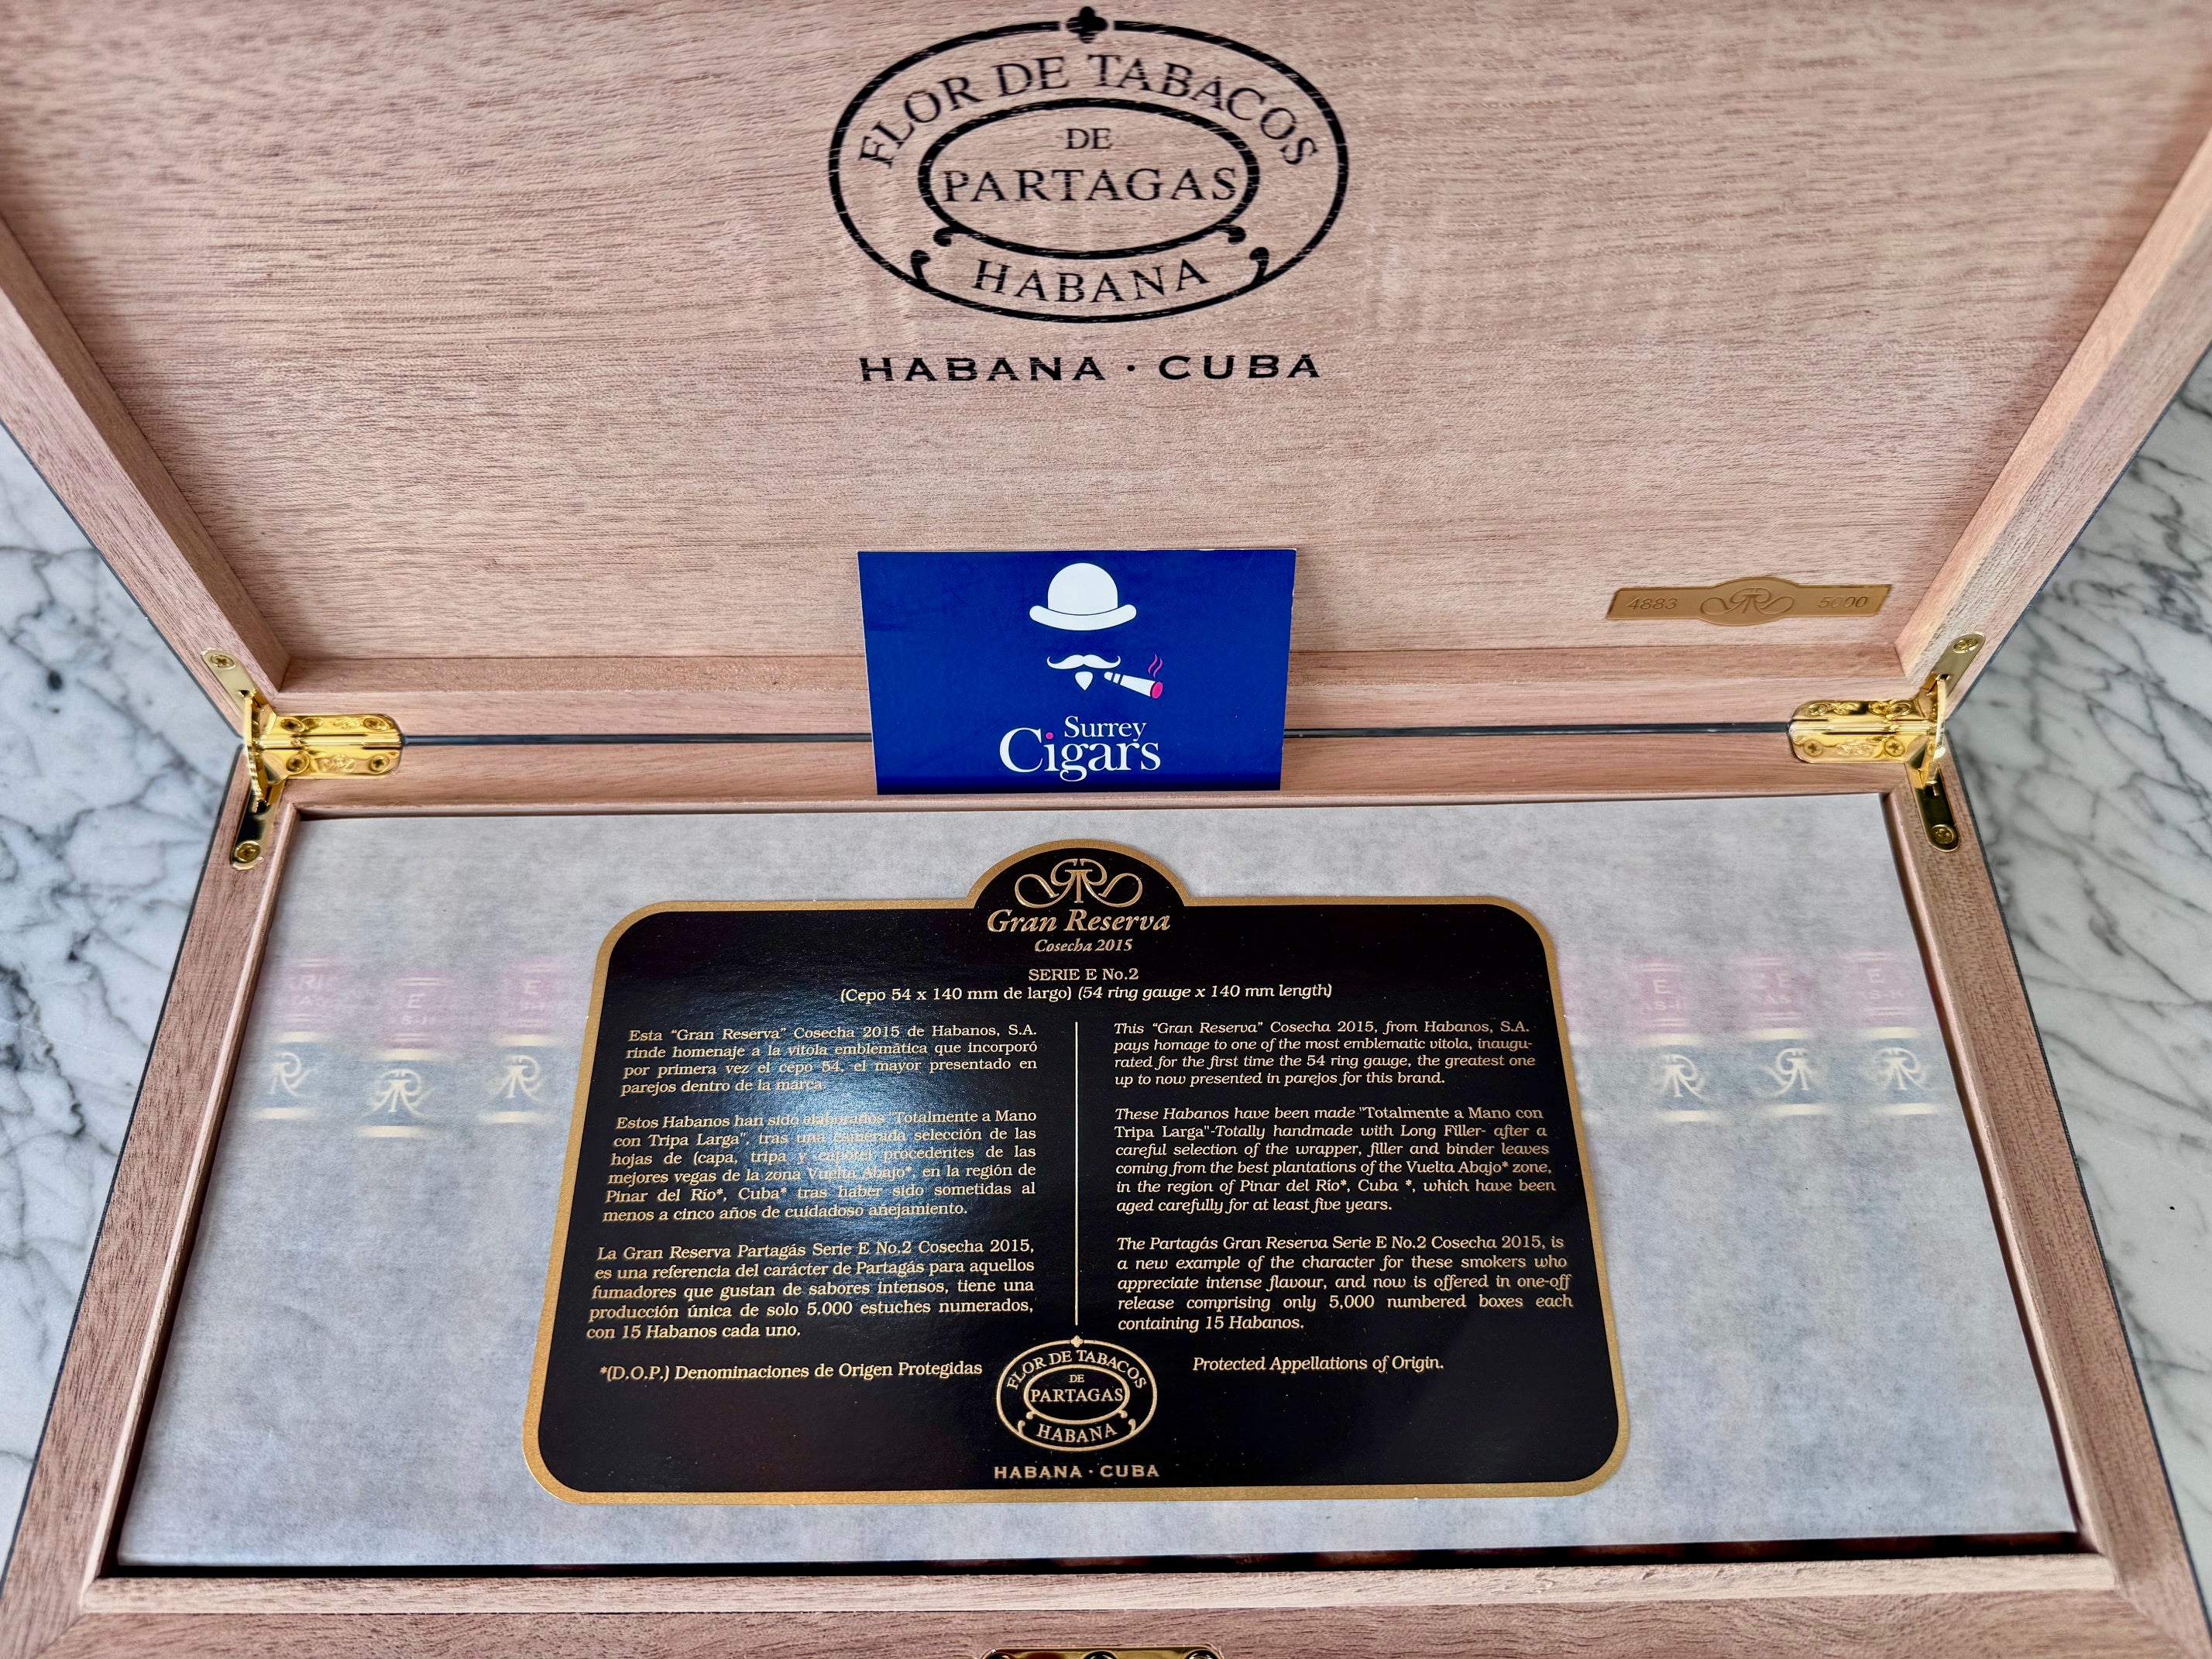 FLOR DE TABACOS
DE
PARTAGAS
HABANA
HABANA · CUBA
4883 5000
Surrey
Cigars
Gran Reserva
Cosecha 2015
SERIE E No.2
(Cepo 54 x 140 mm de largo) (54 ring gauge x 140 mm length)
Esta "Gran Reserva" Cosecha 2015 de Habanos, S.A.
rinde homenaje a la vitola emblemática que incorporó
por primera vez el cepo 54, el mayor presentado en
parejos dentro de la marca.
Estos Habanos han sido elaborados "Totalmente a Mano
con Tripa Larga", tras una esmerada selección de las
hojas de (capa, tripa y capote) procedentes de las
mejores vegas de la zona Vuelta Abajo*, en la región de
Pinar del Río*, Cuba* tras haber sido sometidas al
menos a cinco años de cuidadoso añejamiento.
La Gran Reserva Partagás Serie E No.2 Cosecha 2015,
es una referencia del carácter de Partagás para aquellos
fumadores que gustan de sabores intensos, tiene una
producción única de solo 5.000 estuches numerados,
con 15 Habanos cada uno.
*(D.O.P.) Denominaciones de Origen Protegidas
This "Gran Reserva" Cosecha 2015, from Habanos, S.A.
pays homage to one of the most emblematic vitola, inaugu-
rated for the first time the 54 ring gauge, the greatest one
up to now presented in parejos for this brand.
These Habanos have been made "Totalmente a Mano con
Tripa Larga"-Totally handmade with Long Filler- after a
careful selection of the wrapper, filler and binder leaves
coming from the best plantations of the Vuelta Abajo* zone,
in the region of Pinar del Río*, Cuba *, which have been
aged carefully for at least five years.
The Partagás Gran Reserva Serie E No.2 Cosecha 2015, is
a new example of the character for these smokers who
appreciate intense flavour, and now is offered in one-off
release comprising only 5,000 numbered boxes each
containing 15 Habanos.
Protected Appellations of Origin.
FLOR DE TABACOS
DE
PARTAGAS
HABANA
HABANA · CUBA